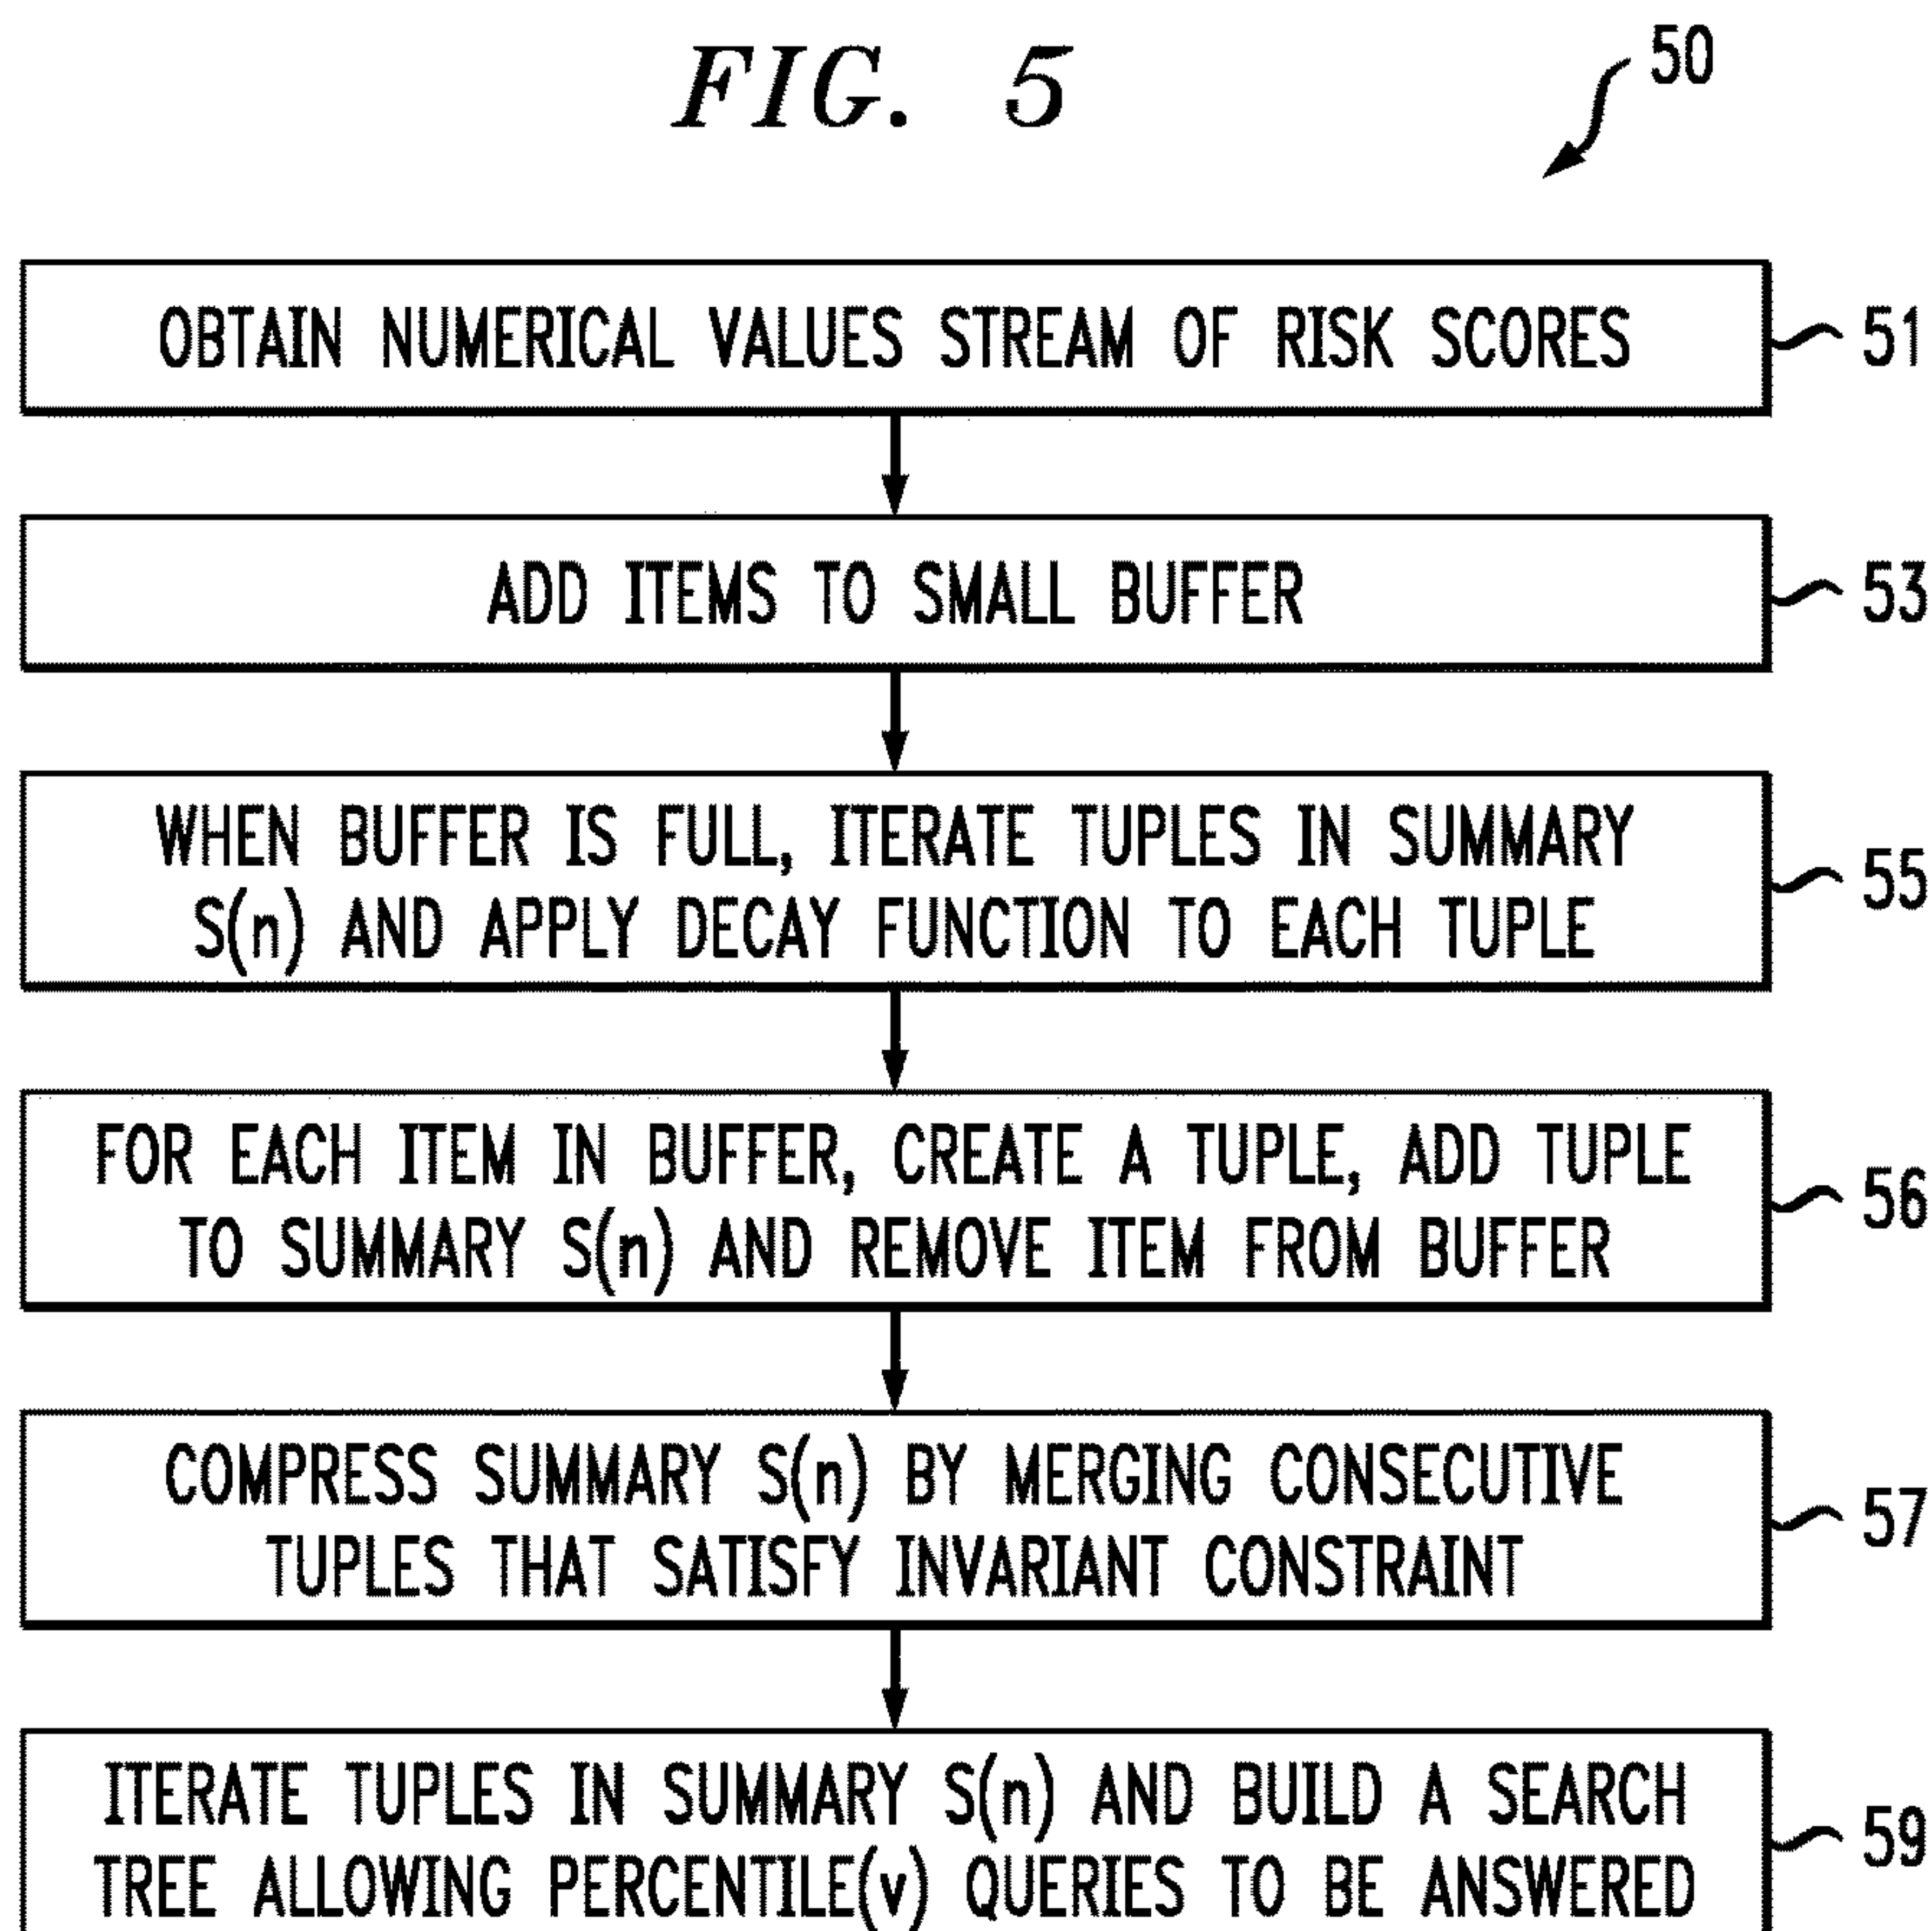 FIG. 5
50
OBTAIN NUMERICAL VALUES STREAM OF RISK SCORES
51
ADD ITEMS TO SMALL BUFFER
53
WHEN BUFFER IS FULL, ITERATE TUPLES IN SUMMARY
S(n) AND APPLY DECAY FUNCTION TO EACH TUPLE
55
FOR EACH ITEM IN BUFFER, CREATE A TUPLE, ADD TUPLE
TO SUMMARY S(n) AND REMOVE ITEM FROM BUFFER
56
COMPRESS SUMMARY S(n) BY MERGING CONSECUTIVE
TUPLES THAT SATISFY INVARIANT CONSTRAINT
57
ITERATE TUPLES IN SUMMARY S(n) AND BUILD A SEARCH
TREE ALLOWING PERCENTILE(v) QUERIES TO BE ANSWERED
59